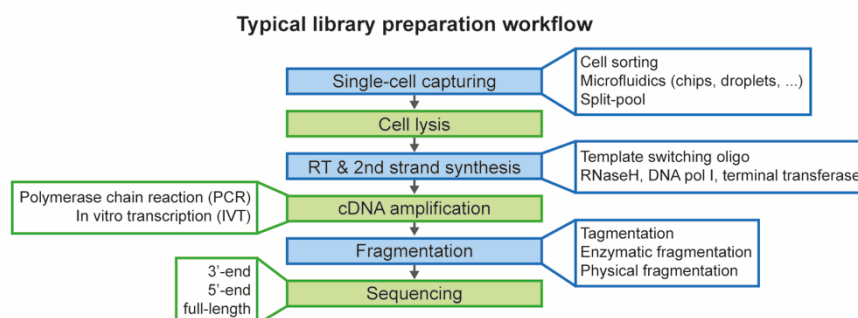 Typical library preparation workflow
Single-cell capturing
Cell sorting
Microfluidics (chips, droplets, ...)
Split-pool
Cell lysis
RT & 2nd strand synthesis
Template switching oligo
RNaseH, DNA pol I, terminal transferase
Polymerase chain reaction (PCR)
In vitro transcription (IVT)
cDNA amplification
Fragmentation
Tagmentation
Enzymatic fragmentation
Physical fragmentation
3’-end
5’-end
full-length
Sequencing